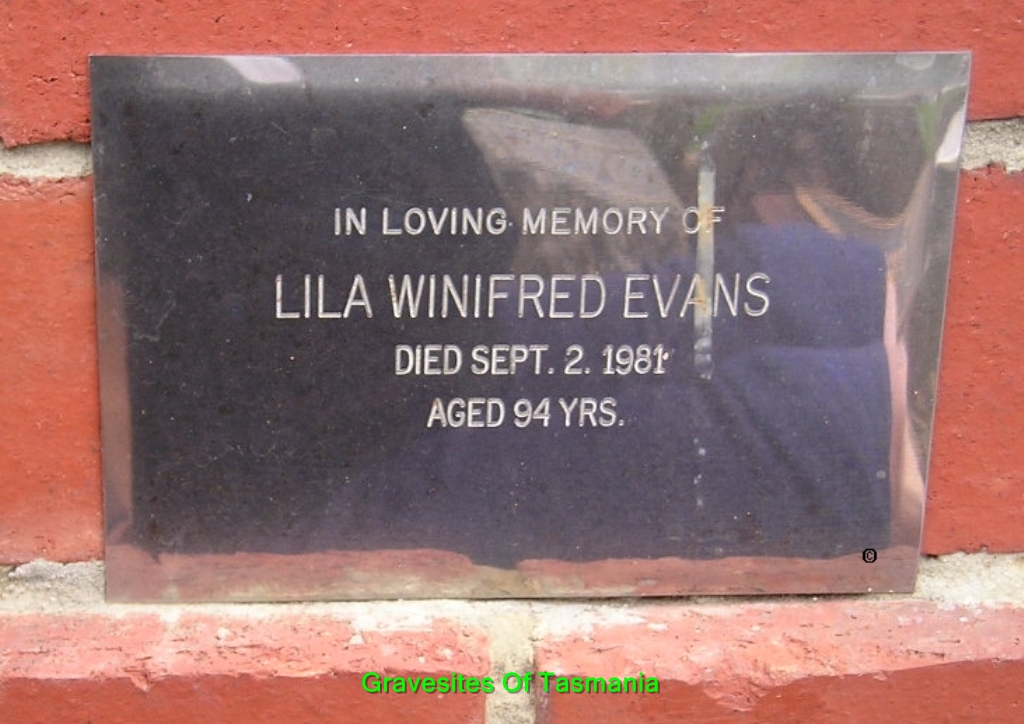 IN LOVING MEMORY OF
LILA WINIFRED EVANS
DIED SEPT. 2. 1981
AGED 94 YRS.
©
Gravesites Of Tasmania